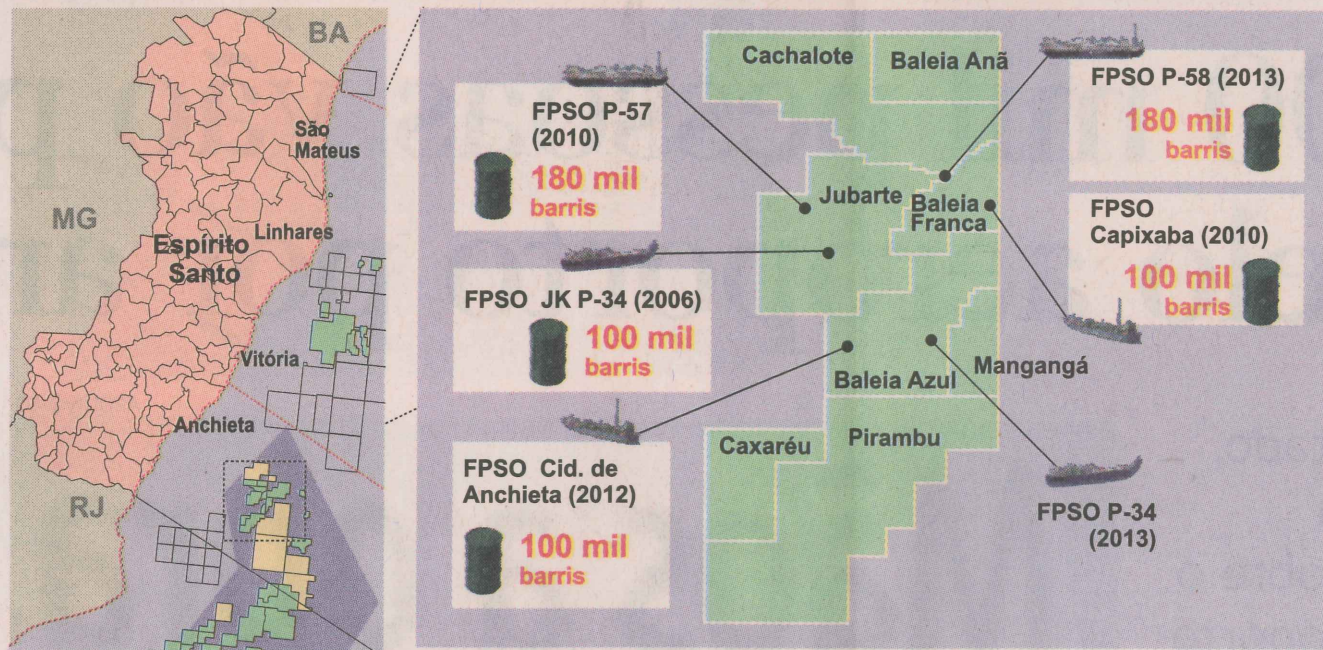 BA
São
Mateus
MG
Linhares
Espírito
Santo
Vitória
Anchieta
RJ
Cachalote
Baleia Anã
FPSO P-57
(2010)
180 mil
barris
FPSO P-58 (2013)
180 mil
barris
Jubarte
Baleia
Franca
FPSO
Capixaba (2010)
100 mil
barris
FPSO JK P-34 (2006)
100 mil
barris
Baleia Azul
Mangangá
Caxaréu
Pirambu
FPSO Cid. de
Anchieta (2012)
100 mil
barris
FPSO P-34
(2013)